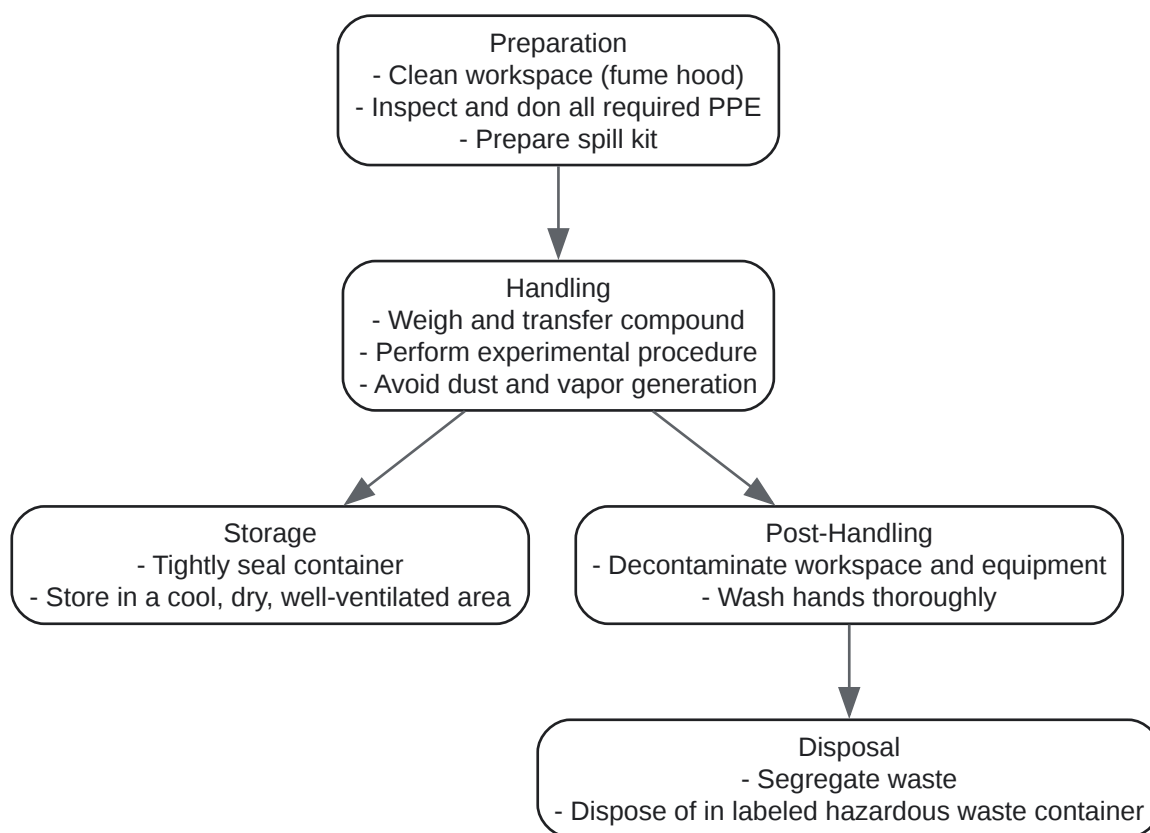 Preparation
- Clean workspace (fume hood)
- Inspect and don all required PPE
- Prepare spill kit
Handling
- Weigh and transfer compound
- Perform experimental procedure
- Avoid dust and vapor generation
Storage
- Tightly seal container
- Store in a cool, dry, well-ventilated area
Post-Handling
- Decontaminate workspace and equipment
- Wash hands thoroughly
Disposal
- Segregate waste
- Dispose of in labeled hazardous waste container